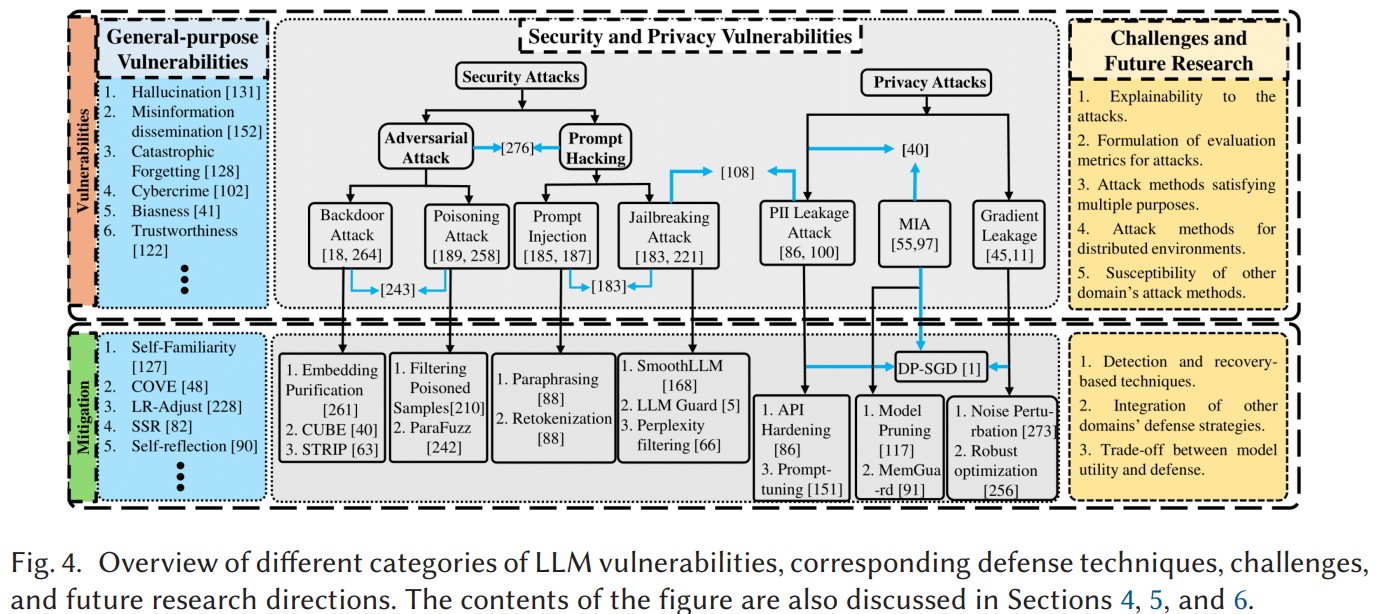 Vulnerabilities
General-purpose
Vulnerabilities
1. Hallucination [131]
2. Misinformation
dissemination [152]
3. Catastrophic
Forgetting [128]
4. Cybercrime [102]
5. Biasness [41]
6. Trustworthiness
[122]
Security and Privacy Vulnerabilities
Security Attacks
Privacy Attacks
Adversarial
Attack
[276]
Prompt
Hacking
[40]
[108]
Backdoor
Attack
[18, 264]
Poisoning
Attack
[189, 258]
Prompt
Injection
[185, 187]
Jailbreaking
Attack
[183, 221]
PII Leakage
Attack
[86, 100]
MIA
[55,97]
Gradient
Leakage
[45,11]
[243]
[183]
Challenges and
Future Research
1. Explainability to the
attacks.
2. Formulation of evaluation
metrics for attacks.
3. Attack methods satisfying
multiple purposes.
4. Attack methods for
distributed environments.
5. Susceptibility of other
domain's attack methods.
Mitigation
1. Self-Familiarity
[127]
2. COVE [48]
3. LR-Adjust [228]
4. SSR [82]
5. Self-reflection [90]
1. Embedding
Purification
[261]
2. CUBE [40]
3. STRIP [63]
1. Filtering
Poisoned
Samples[210]
2. ParaFuzz
[242]
1. Paraphrasing
[88]
2. Retokenization
[88]
1. SmoothLLM
[168]
2. LLM Guard [5]
3. Perplexity
filtering [66]
DP-SGD [1]
1. API
Hardening
[86]
3. Prompt-
tuning [151]
1. Model
Pruning
[117]
2. MemGua
-rd [91]
1. Noise Pertu-
rbation [273]
2. Robust
optimization
[256]
1. Detection and recovery-
based techniques.
2. Integration of other
domains' defense strategies.
3. Trade-off between model
utility and defense.
Fig. 4. Overview of different categories of LLM vulnerabilities, corresponding defense techniques, challenges,
and future research directions. The contents of the figure are also discussed in Sections 4, 5, and 6.